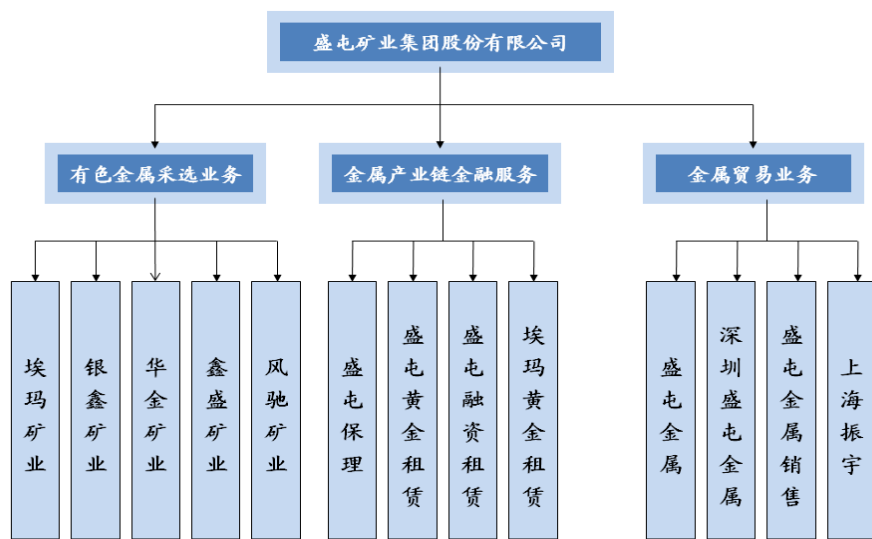 盛屯矿业集团股份有限公司
有色金属采选业务
金属产业链金融服务
金属贸易业务
埃玛矿业
银鑫矿业
华金矿业
鑫盛矿业
风驰矿业
盛屯保理
盛屯黄金租赁
盛屯融资租赁
埃玛黄金租赁
盛屯金属
深圳盛屯金属
盛屯金属销售
上海振宇